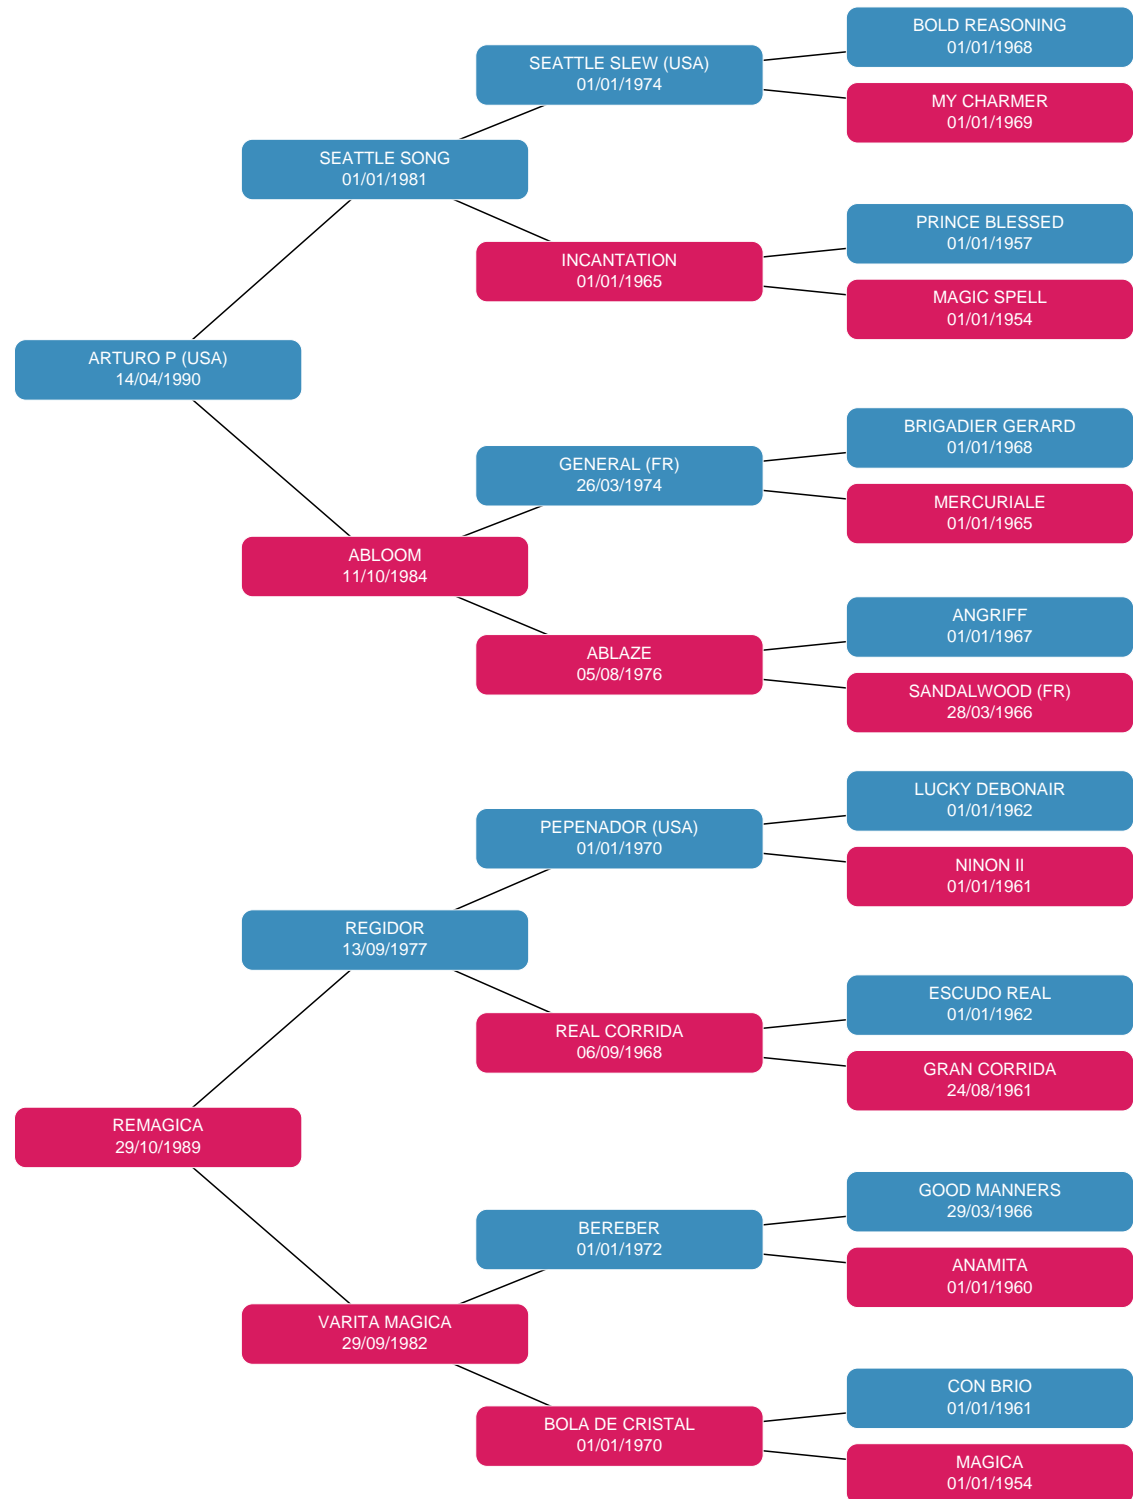 BOLD REASONING
01/01/1968
SEATTLE SLEW (USA)
01/01/1974
MY CHARMER
01/01/1969
SEATTLE SONG
01/01/1981
PRINCE BLESSED
01/01/1957
INCANTATION
01/01/1965
MAGIC SPELL
01/01/1954
ARTURO P (USA)
14/04/1990
BRIGADIER GERARD
01/01/1968
GENERAL (FR)
26/03/1974
MERCURIALE
01/01/1965
ABLOOM
11/10/1984
ANGRIFF
01/01/1967
ABLAZE
05/08/1976
SANDALWOOD (FR)
28/03/1966
LUCKY DEBONAIR
01/01/1962
PEPENADOR (USA)
01/01/1970
NINON II
01/01/1961
REGIDOR
13/09/1977
ESCUDO REAL
01/01/1962
REAL CORRIDA
06/09/1968
GRAN CORRIDA
24/08/1961
REMAGICA
29/10/1989
GOOD MANNERS
29/03/1966
BEREBER
01/01/1972
ANAMITA
01/01/1960
VARITA MAGICA
29/09/1982
CON BRIO
01/01/1961
BOLA DE CRISTAL
01/01/1970
MAGICA
01/01/1954